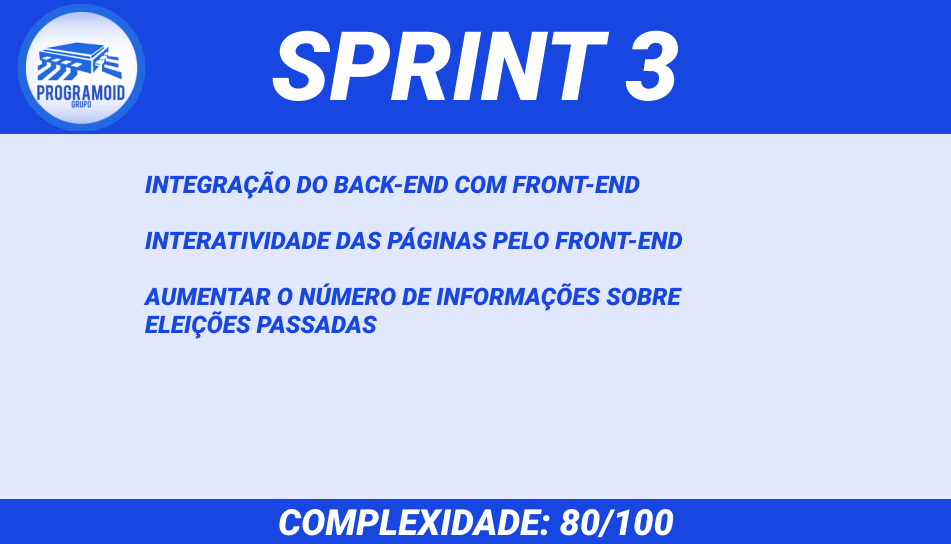 PROGRAMOID
GRUPO
SPRINT 3
INTEGRAÇÃO DO BACK-END COM FRONT-END
INTERATIVIDADE DAS PÁGINAS PELO FRONT-END
AUMENTAR O NÚMERO DE INFORMAÇÕES SOBRE
ELEIÇÕES PASSADAS
COMPLEXIDADE: 80/100